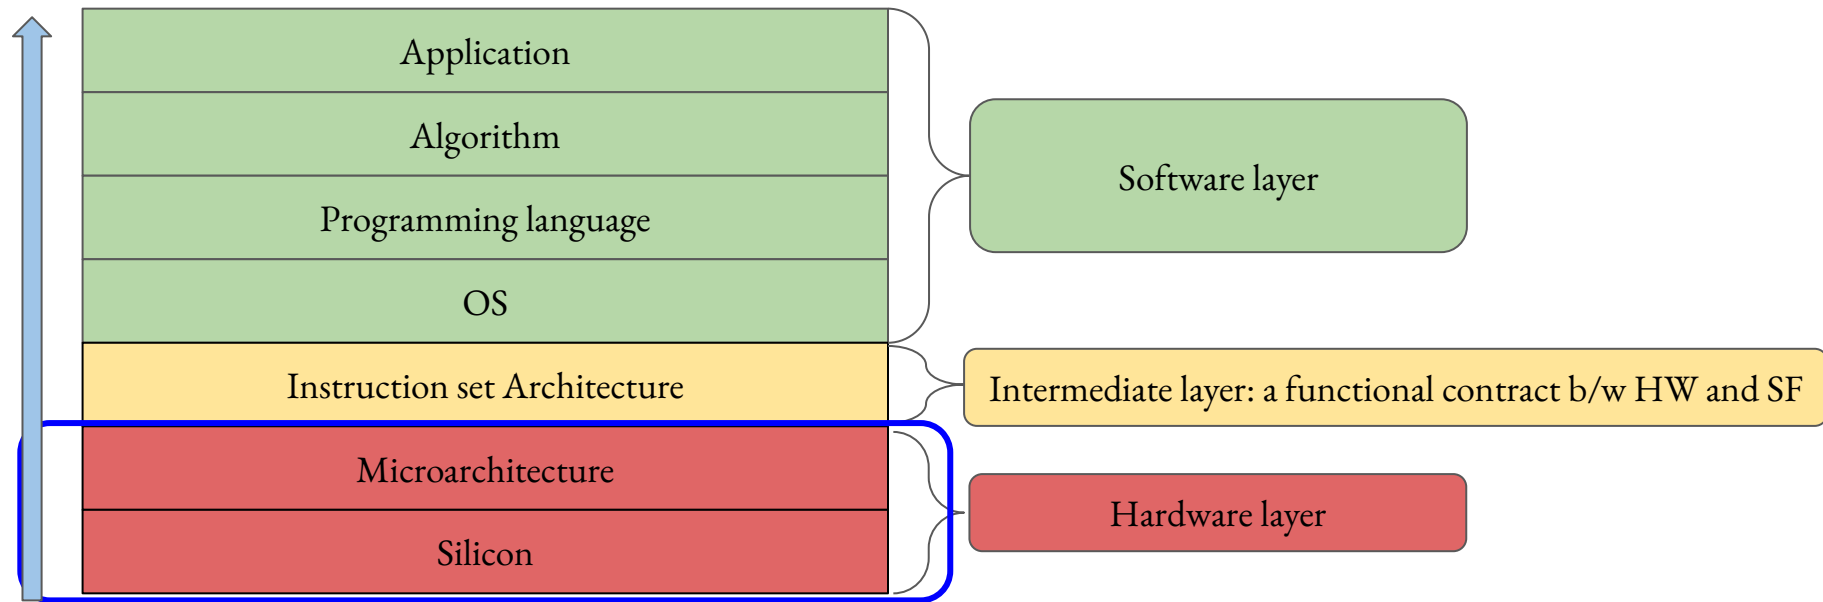 Application
Algorithm
Programming language
OS
Instruction set Architecture
Microarchitecture
Silicon
Software layer
Intermediate layer: a functional contract b/w HW and SF
Hardware layer